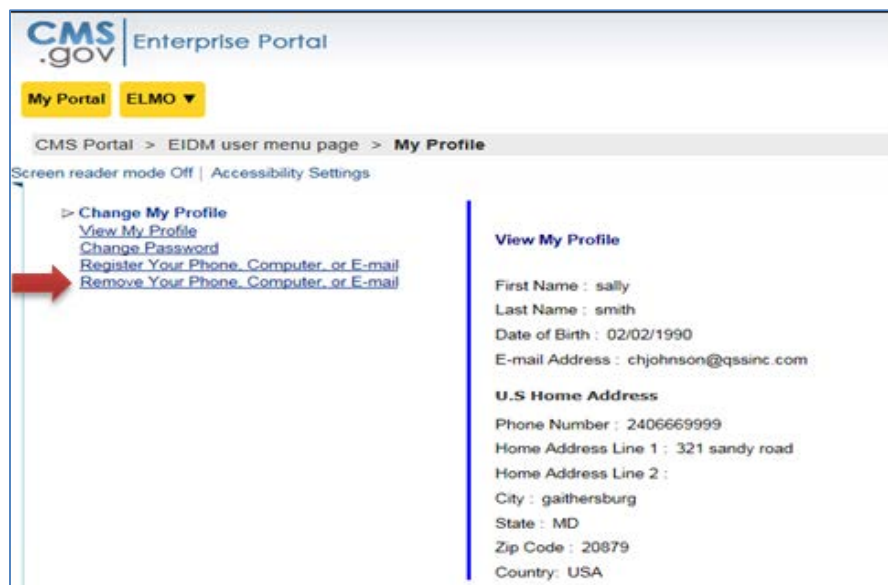 CMS .gov Enterprise Portal
My Portal ELMO ▼
CMS Portal > EIDM user menu page > My Profile
Screen reader mode Off | Accessibility Settings
Change My Profile
View My Profile
Change Password
Register Your Phone, Computer, or E-mail
Remove Your Phone, Computer, or E-mail
View My Profile
First Name : sally
Last Name : smith
Date of Birth : 02/02/1990
E-mail Address : chjohnson@qssinc.com
U.S Home Address
Phone Number : 2406669999
Home Address Line 1 : 321 sandy road
Home Address Line 2 :
City : gaithersburg
State : MD
Zip Code : 20879
Country: USA